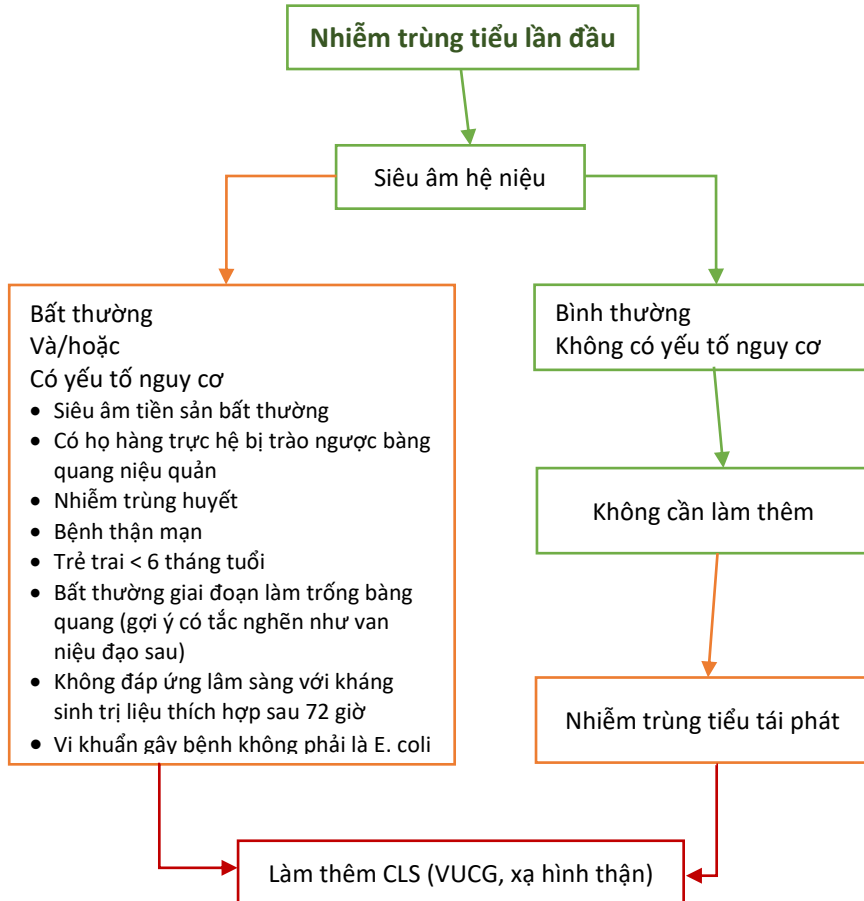 Nhiễm trùng tiểu lần đầu
Siêu âm hệ niệu
Bất thường
Và/hoặc
Có yếu tố nguy cơ
• Siêu âm tiền sản bất thường
• Có họ hàng trực hệ bị trào ngược bàng
quang niệu quản
• Nhiễm trùng huyết
• Bệnh thận mạn
• Trẻ trai < 6 tháng tuổi
• Bất thường giai đoạn làm trống bàng
quang (gợi ý có tắc nghẽn như van
niệu đạo sau)
• Không đáp ứng lâm sàng với kháng
sinh trị liệu thích hợp sau 72 giờ
• Vi khuẩn gây bệnh không phải là E. coli
Bình thường
Không có yếu tố nguy cơ
Không cần làm thêm
Nhiễm trùng tiểu tái phát
Làm thêm CLS (VUCG, xạ hình thận)